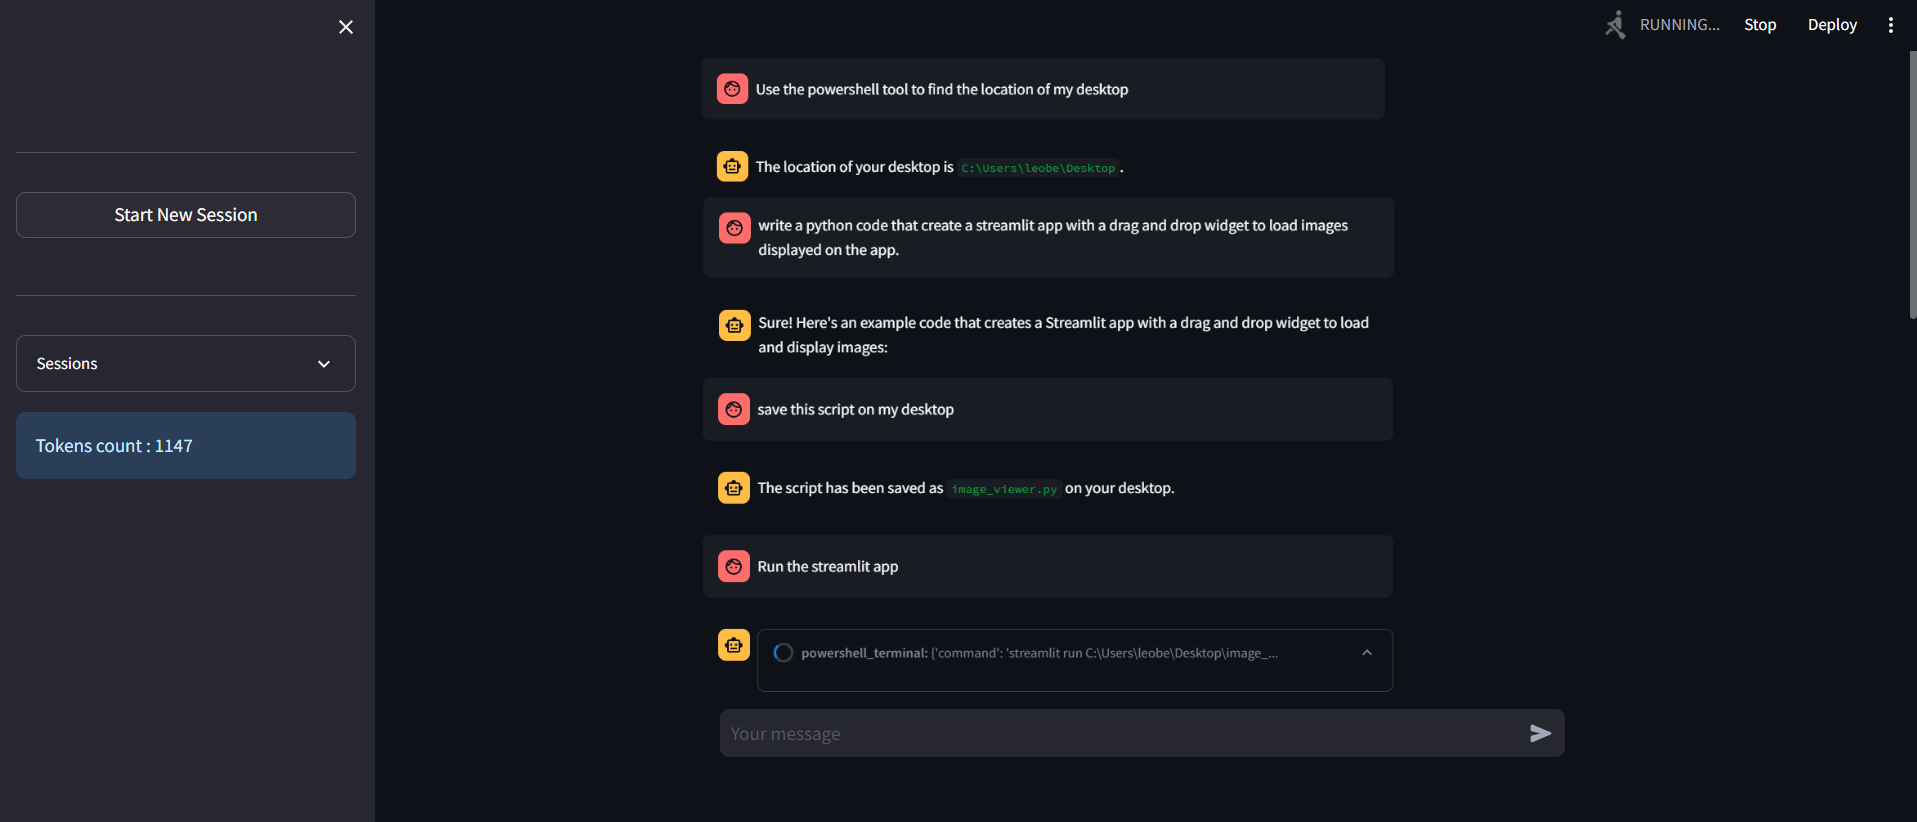 RUNNING...
Stop
Deploy
Start New Session
Sessions
Tokens count : 1147
Use the powershell tool to find the location of my desktop
The location of your desktop is C:\Users\leobe\Desktop.
write a python code that create a streamlit app with a drag and drop widget to load images
displayed on the app.
Sure! Here's an example code that creates a Streamlit app with a drag and drop widget to load
and display images:
save this script on my desktop
The script has been saved as image_viewer.py on your desktop.
Run the streamlit app
powershell_terminal: {'command': 'streamlit run C:\Users\leobe\Desktop\image_...
Your message